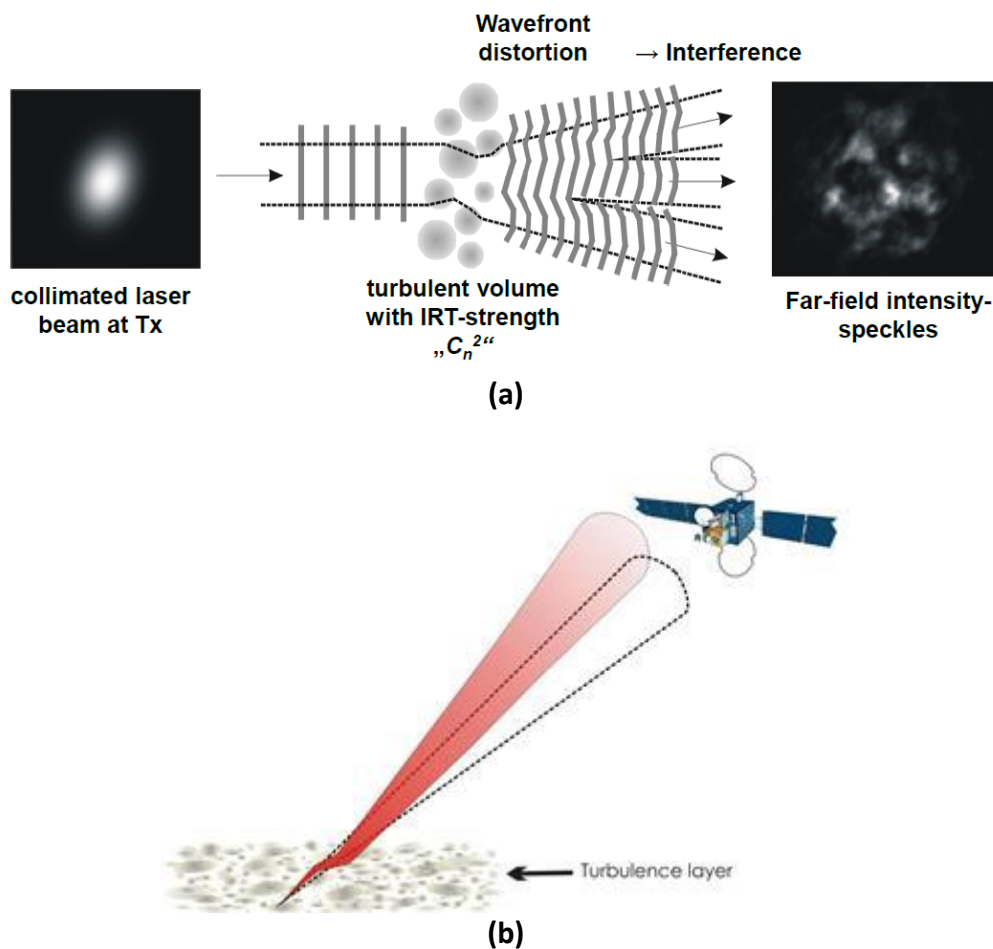 Wavefront
distortion → Interference
collimated laser
beam at Tx
turbulent volume
with IRT-strength
„Cₙ²“
Far-field intensity-
speckles
(a)
Turbulence layer
(b)